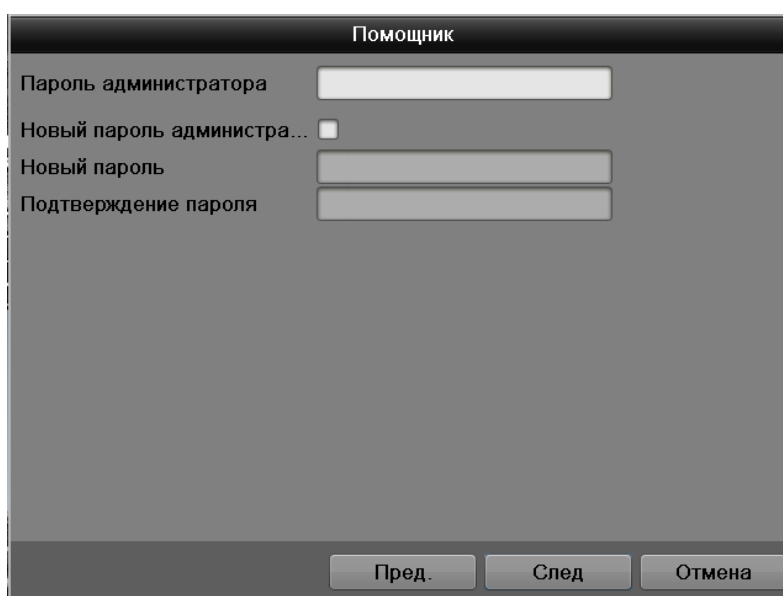 Помощник
Пароль администратора
Новый пароль администра...
Новый пароль
Подтверждение пароля
Пред. След Отмена